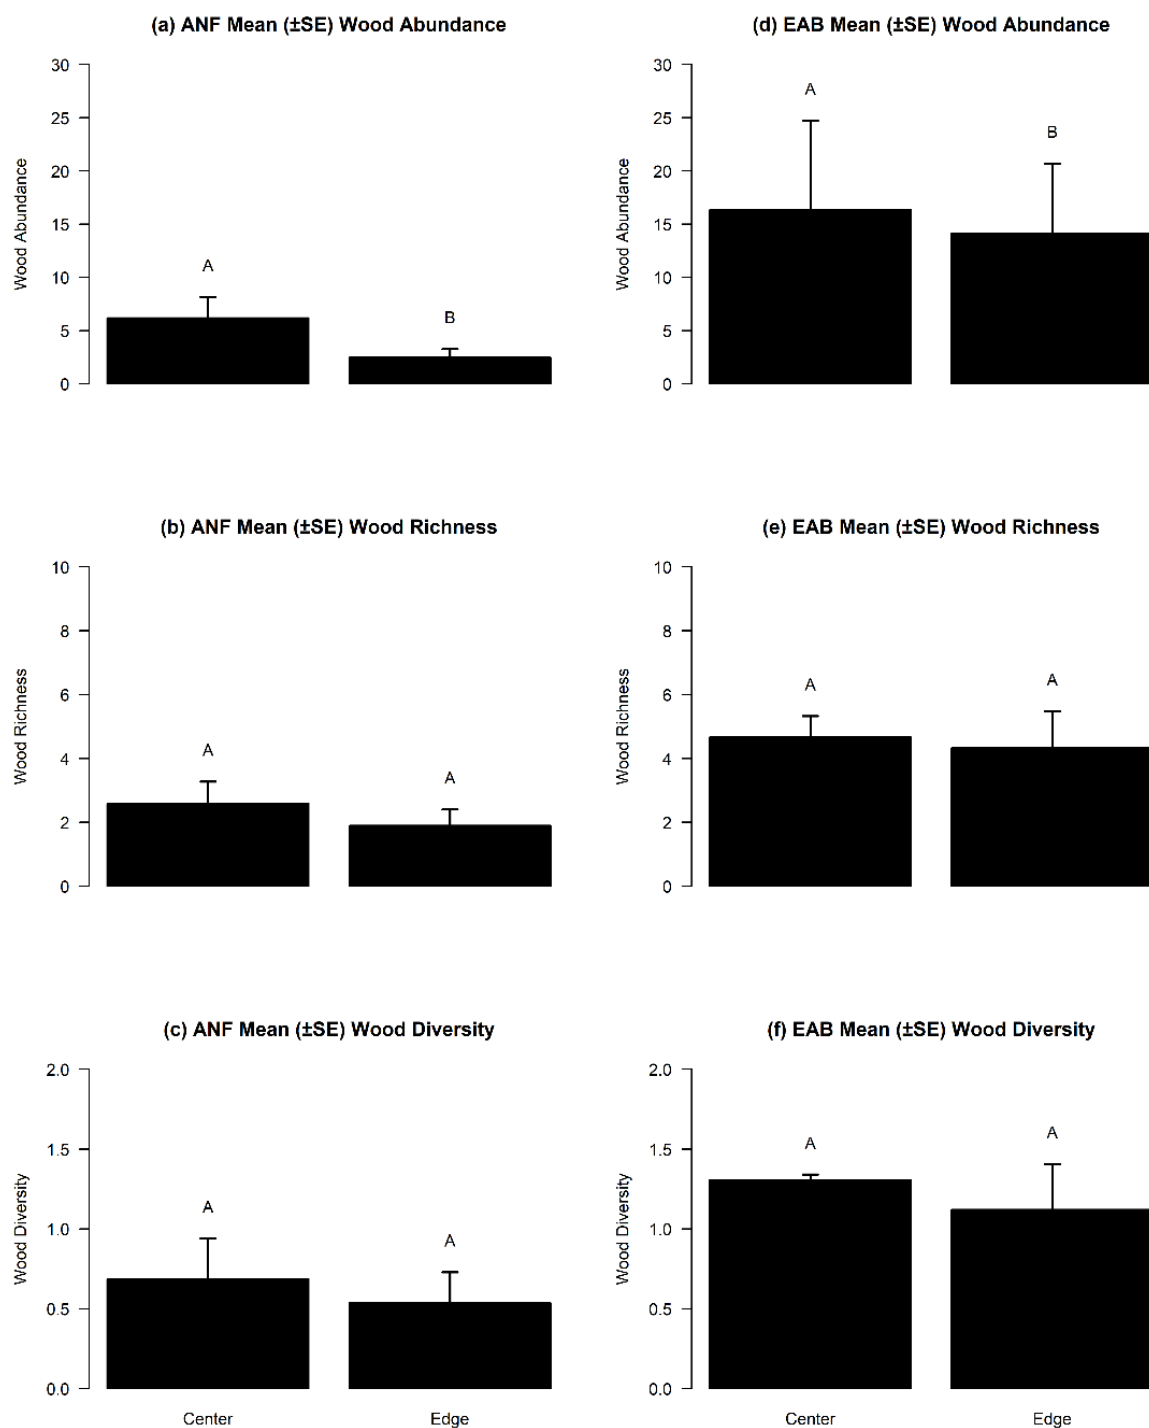 (a) ANF Mean (±SE) Wood Abundance
30
25
20
15
10
5
0
Wood Abundance
A
B
(d) EAB Mean (±SE) Wood Abundance
30
25
20
15
10
5
0
Wood Abundance
A
B
(b) ANF Mean (±SE) Wood Richness
10
8
6
4
2
0
Wood Richness
A
A
(e) EAB Mean (±SE) Wood Richness
10
8
6
4
2
0
Wood Richness
A
A
(c) ANF Mean (±SE) Wood Diversity
2.0
1.5
1.0
0.5
0.0
Wood Diversity
A
A
Center
Edge
(f) EAB Mean (±SE) Wood Diversity
2.0
1.5
1.0
0.5
0.0
Wood Diversity
A
A
Center
Edge